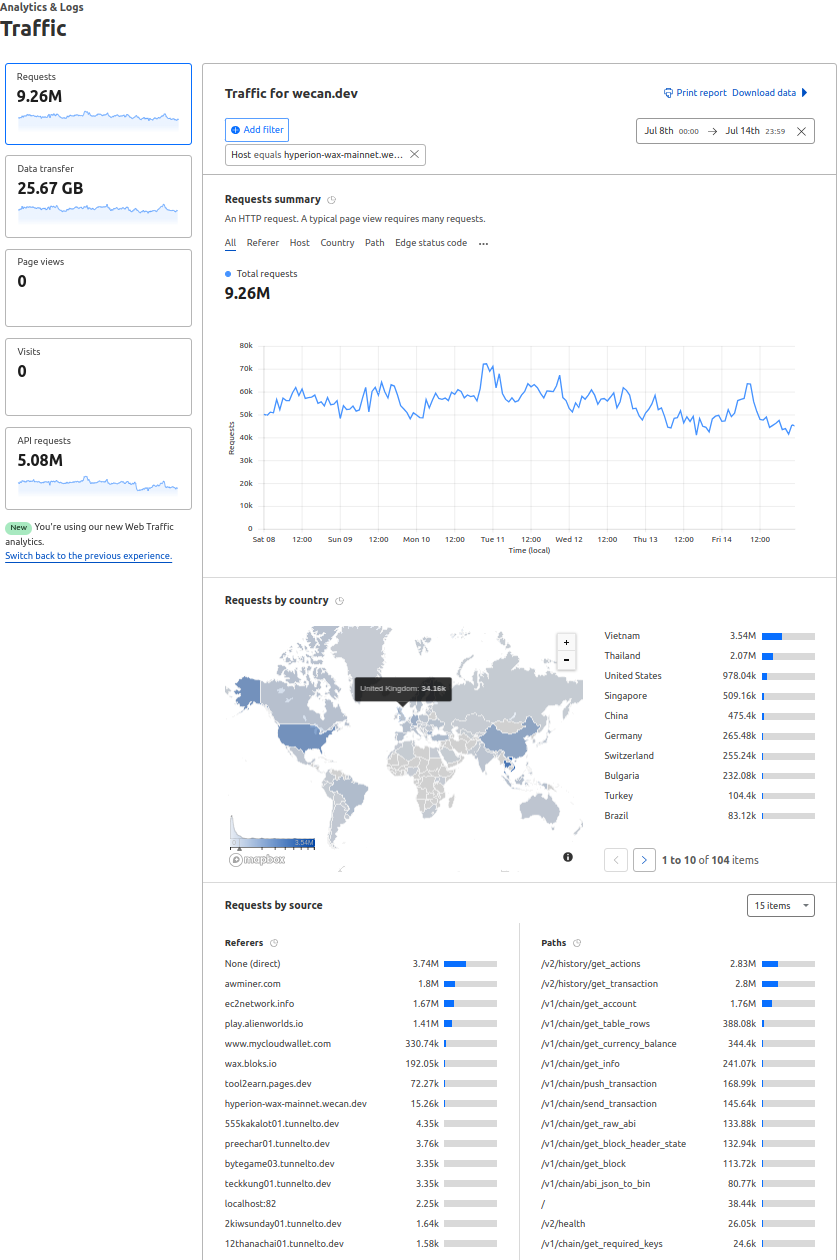 Analytics & Logs
Traffic
Requests
9.26M
Data transfer
25.67 GB
Page views
0
Visits
0
API requests
5.08M
New You're using our new Web Traffic
analytics.
Switch back to the previous experience.
Traffic for wecan.dev
Print report Download data
Add filter
Jul 8th 00:00 → Jul 14th 23:59
Host equals hyperion-wax-mainnet.we...
Requests summary
An HTTP request. A typical page view requires many requests.
All Referer Host Country Path Edge status code ...
Total requests
9.26M
80k
70k
60k
50k
40k
30k
20k
10k
0
Requests
Sat 08 12:00 Sun 09 12:00 Mon 10 12:00 Tue 11 12:00 Wed 12 12:00 Thu 13 12:00 Fri 14 12:00
Time (local)
Requests by country
+
-
United Kingdom: 34.16k
0 3.54M
mapbox
Vietnam 3.54M
Thailand 2.07M
United States 978.04k
Singapore 509.16k
China 475.4k
Germany 265.48k
Switzerland 255.24k
Bulgaria 232.08k
Turkey 104.4k
Brazil 83.12k
1 to 10 of 104 items
Requests by source
15 items
Referers
None (direct) 3.74M
awminer.com 1.8M
ec2network.info 1.67M
play.alienworlds.io 1.41M
www.mycloudwallet.com 330.74k
wax.bloks.io 192.05k
tool2earn.pages.dev 72.27k
hyperion-wax-mainnet.wecan.dev 15.26k
555kakalot01.tunnelto.dev 4.35k
preechar01.tunnelto.dev 3.76k
bytegame03.tunnelto.dev 3.35k
teckkung01.tunnelto.dev 3.35k
localhost:82 2.25k
2kiwsunday01.tunnelto.dev 1.64k
12thanachai01.tunnelto.dev 1.58k
Paths
/v2/history/get_actions 2.83M
/v2/history/get_transaction 2.8M
/v1/chain/get_account 1.76M
/v1/chain/get_table_rows 388.08k
/v1/chain/get_currency_balance 344.4k
/v1/chain/get_info 241.07k
/v1/chain/push_transaction 168.99k
/v1/chain/send_transaction 145.64k
/v1/chain/get_raw_abi 133.88k
/v1/chain/get_block_header_state 132.94k
/v1/chain/get_block 113.72k
/v1/chain/abi_json_to_bin 80.77k
/ 38.44k
/v2/health 26.05k
/v1/chain/get_required_keys 24.6k